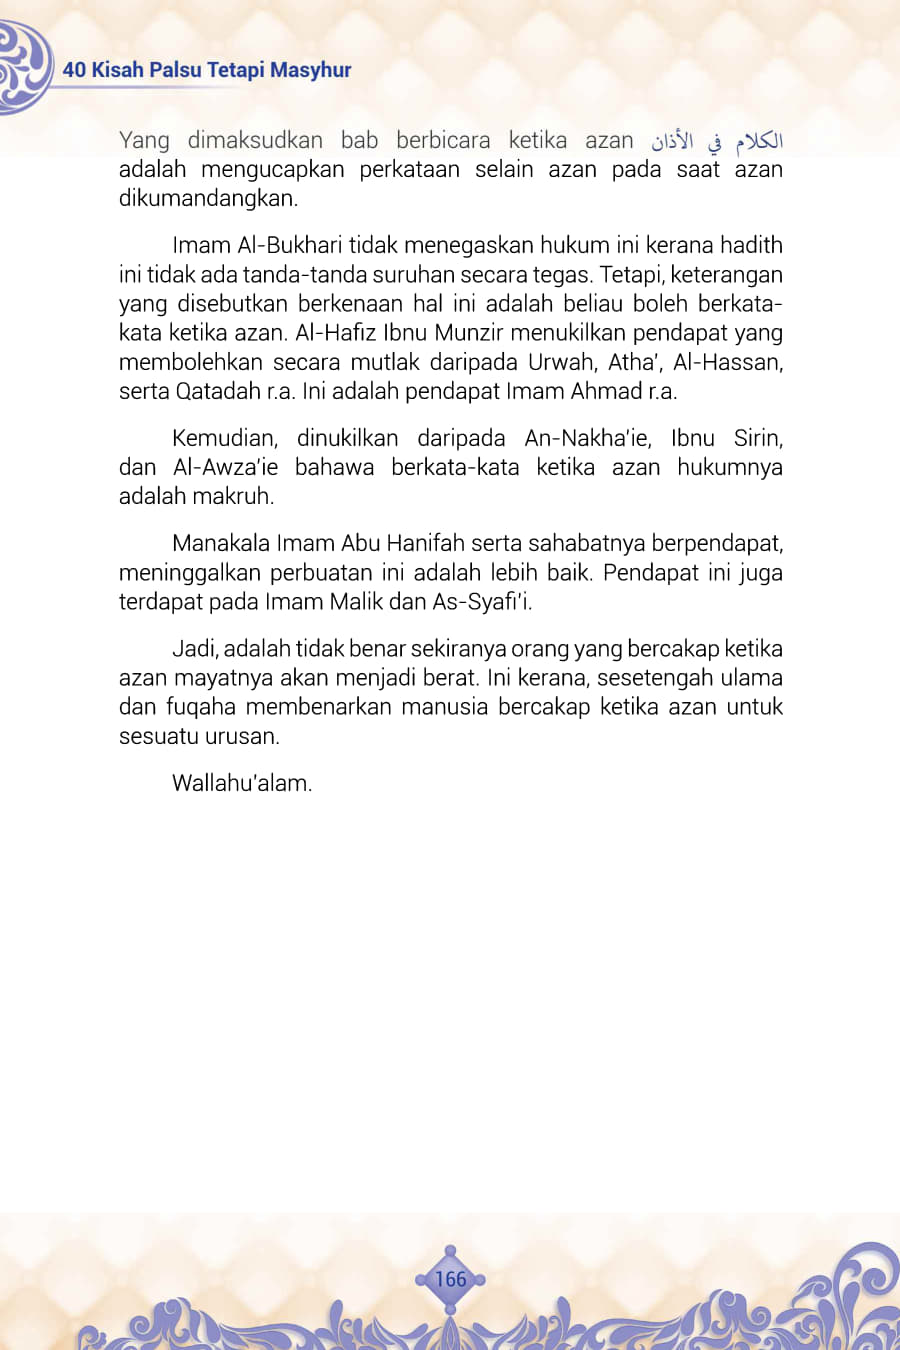 40 Kisah Palsu Tetapi Masyhur
Yang dimaksudkan bab berbicara ketika azan الكلام في الأذان
adalah mengucapkan perkataan selain azan pada saat azan
dikumandangkan.
Imam Al-Bukhari tidak menegaskan hukum ini kerana hadith
ini tidak ada tanda-tanda suruhan secara tegas. Tetapi, keterangan
yang disebutkan berkenaan hal ini adalah beliau boleh berkata-
kata ketika azan. Al-Hafiz Ibnu Munzir menukilkan pendapat yang
membolehkan secara mutlak daripada Urwah, Atha’, Al-Hassan,
serta Qatadah r.a. Ini adalah pendapat Imam Ahmad r.a.
Kemudian, dinukilkan daripada An-Nakha’ie, Ibnu Sirin,
dan Al-Awza’ie bahawa berkata-kata ketika azan hukumnya
adalah makruh.
Manakala Imam Abu Hanifah serta sahabatnya berpendapat,
meninggalkan perbuatan ini adalah lebih baik. Pendapat ini juga
terdapat pada Imam Malik dan As-Syafi’i.
Jadi, adalah tidak benar sekiranya orang yang bercakap ketika
azan mayatnya akan menjadi berat. Ini kerana, sesetengah ulama
dan fuqaha membenarkan manusia bercakap ketika azan untuk
sesuatu urusan.
Wallahu’alam.
166